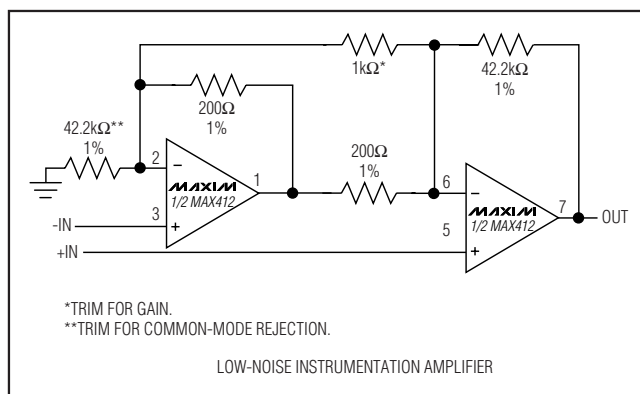 1kΩ*
42.2kΩ
1%
200Ω
1%
42.2kΩ**
1%
200Ω
1%
2
−
1
MAXIM
1/2 MAX412
3
+
6
−
7
MAXIM
1/2 MAX412
5
+
OUT
-IN
+IN
*TRIM FOR GAIN.
**TRIM FOR COMMON-MODE REJECTION.
LOW-NOISE INSTRUMENTATION AMPLIFIER